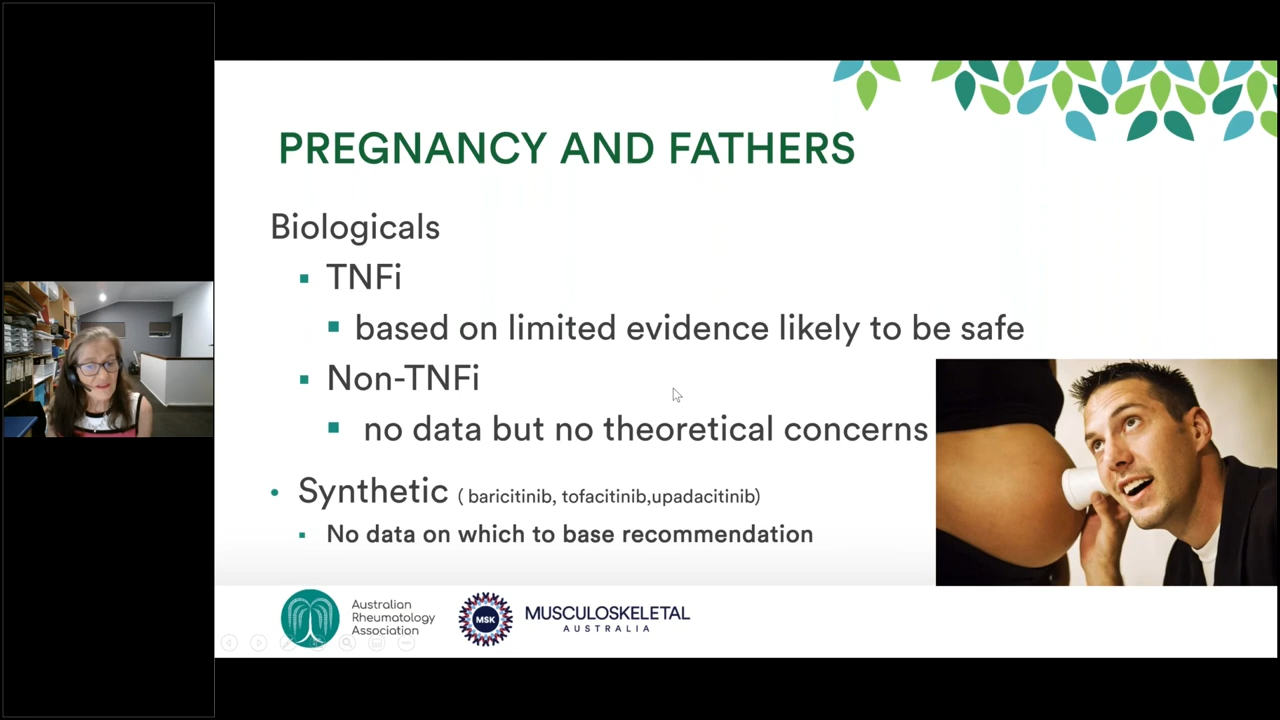 PREGNANCY AND FATHERS
Biologicals
TNFi
based on limited evidence likely to be safe
Non-TNFi
no data but no theoretical concerns
Synthetic ( baricitinib, tofacitinib,upadacitinib)
No data on which to base recommendation
Australian
Rheumatology
Association
MSK
MUSCULOSKELETAL
AUSTRALIA